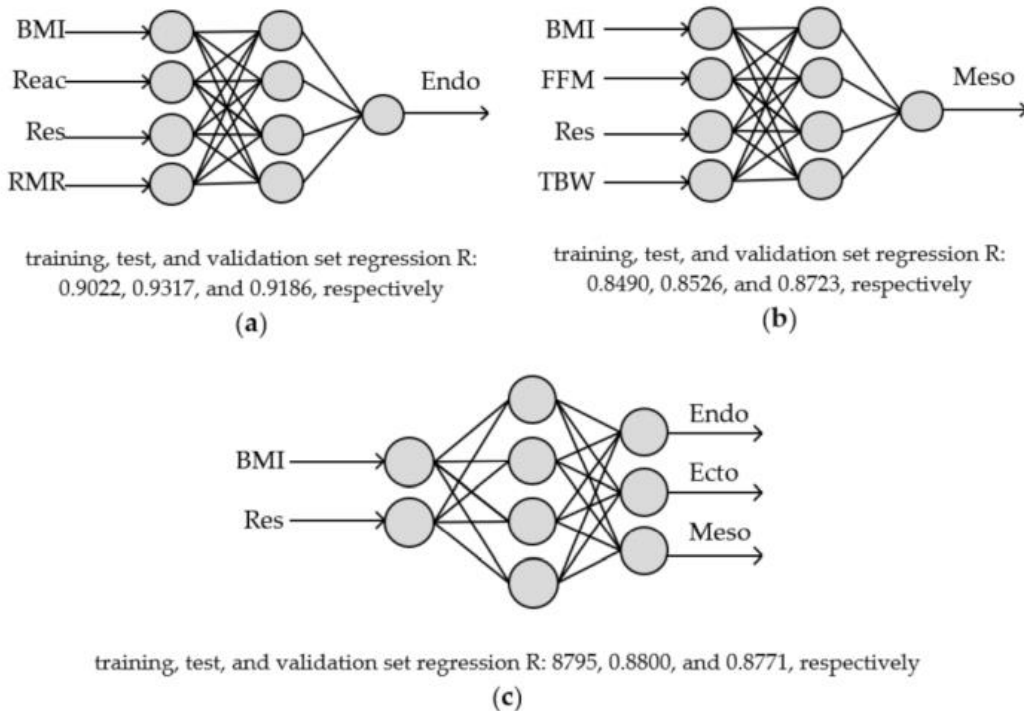 BMI
Reac
Res
RMR
Endo
training, test, and validation set regression R:
0.9022, 0.9317, and 0.9186, respectively
(a)
BMI
FFM
Res
TBW
Meso
training, test, and validation set regression R:
0.8490, 0.8526, and 0.8723, respectively
(b)
BMI
Res
Endo
Ecto
Meso
training, test, and validation set regression R: 8795, 0.8800, and 0.8771, respectively
(c)